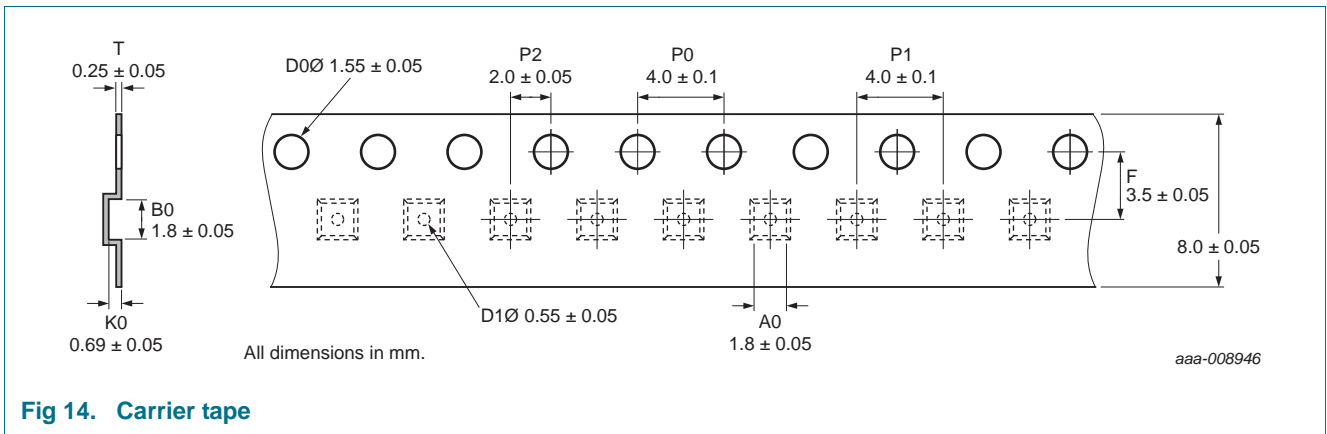 T
0.25 ± 0.05
D0Ø 1.55 ± 0.05
P2
2.0 ± 0.05
P0
4.0 ± 0.1
P1
4.0 ± 0.1
B0
1.8 ± 0.05
F
3.5 ± 0.05
8.0 ± 0.05
K0
0.69 ± 0.05
D1Ø 0.55 ± 0.05
A0
1.8 ± 0.05
All dimensions in mm.
aaa-008946
Fig 14. Carrier tape